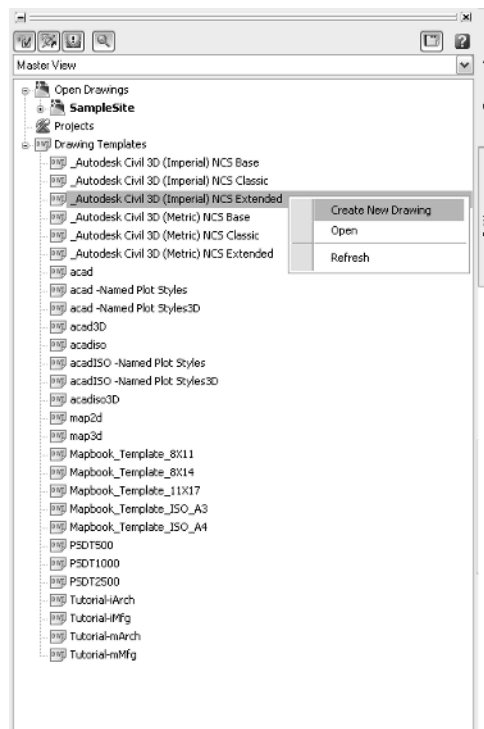 Master View
Open Drawings
SampleSite
Projects
Drawing Templates
_Autodesk Civil 3D (Imperial) NCS Base
_Autodesk Civil 3D (Imperial) NCS Classic
_Autodesk Civil 3D (Imperial) NCS Extended
Create New Drawing
_Autodesk Civil 3D (Metric) NCS Base
Open
_Autodesk Civil 3D (Metric) NCS Classic
_Autodesk Civil 3D (Metric) NCS Extended
Refresh
acad
acad -Named Plot Styles
acad -Named Plot Styles3D
acad3D
acadiso
acadISO -Named Plot Styles
acadISO -Named Plot Styles3D
acadiso3D
map2d
map3d
Mapbook_Template_8X11
Mapbook_Template_8X14
Mapbook_Template_11X17
Mapbook_Template_ISO_A3
Mapbook_Template_ISO_A4
PSDT500
PSDT1000
PSDT2500
Tutorial-iArch
Tutorial-iMfg
Tutorial-mArch
Tutorial-mMfg